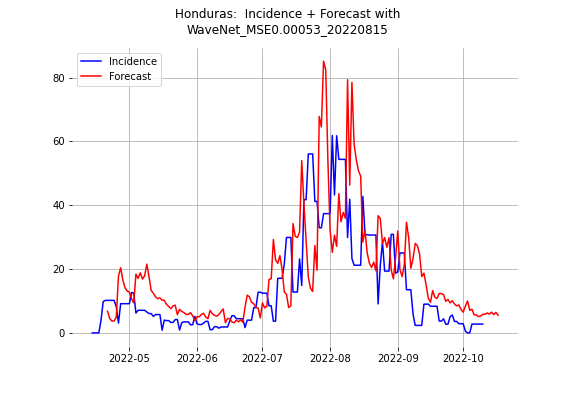 Honduras:  Incidence + Forecast with
WaveNet_MSE0.00053_20220815
Incidence
Forecast
80
60
40
20
0
2022-05
2022-06
2022-07
2022-08
2022-09
2022-10